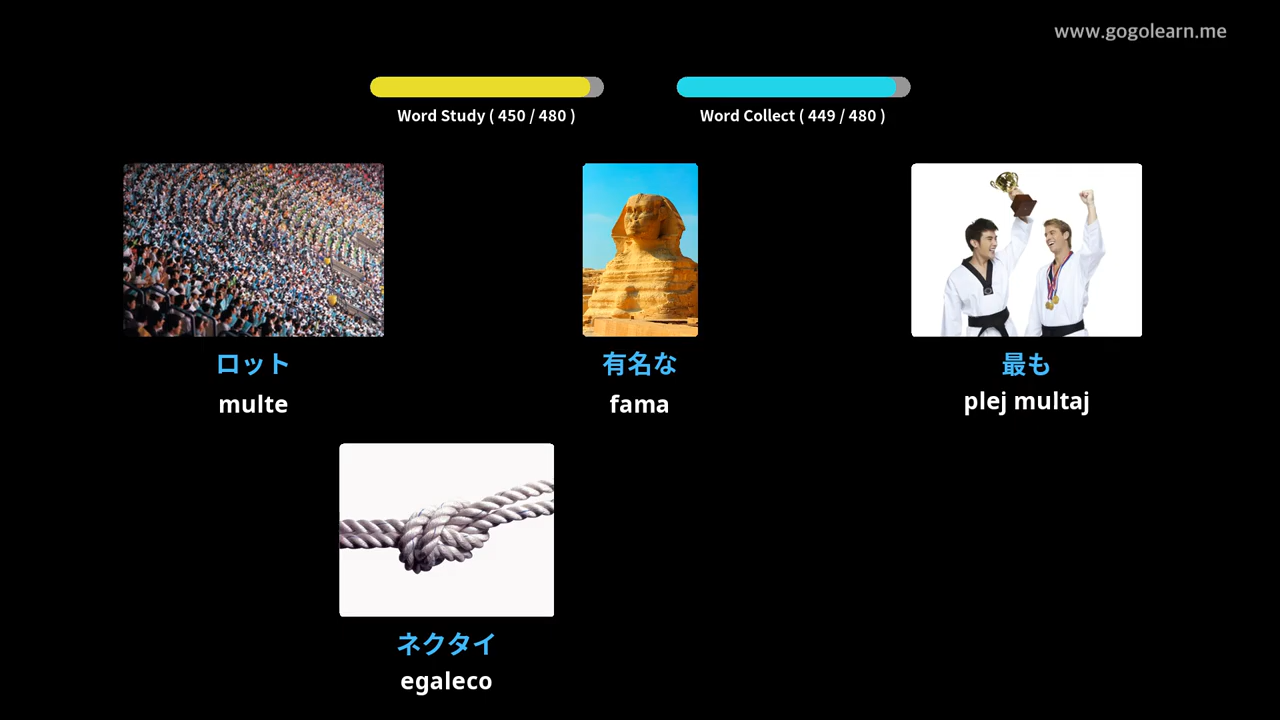 www.gogolearn.me
Word Study ( 450 / 480 )
Word Collect ( 449 / 480 )
ロット
有名な
最も
multe
fama
plej multaj
ネクタイ
egaleco